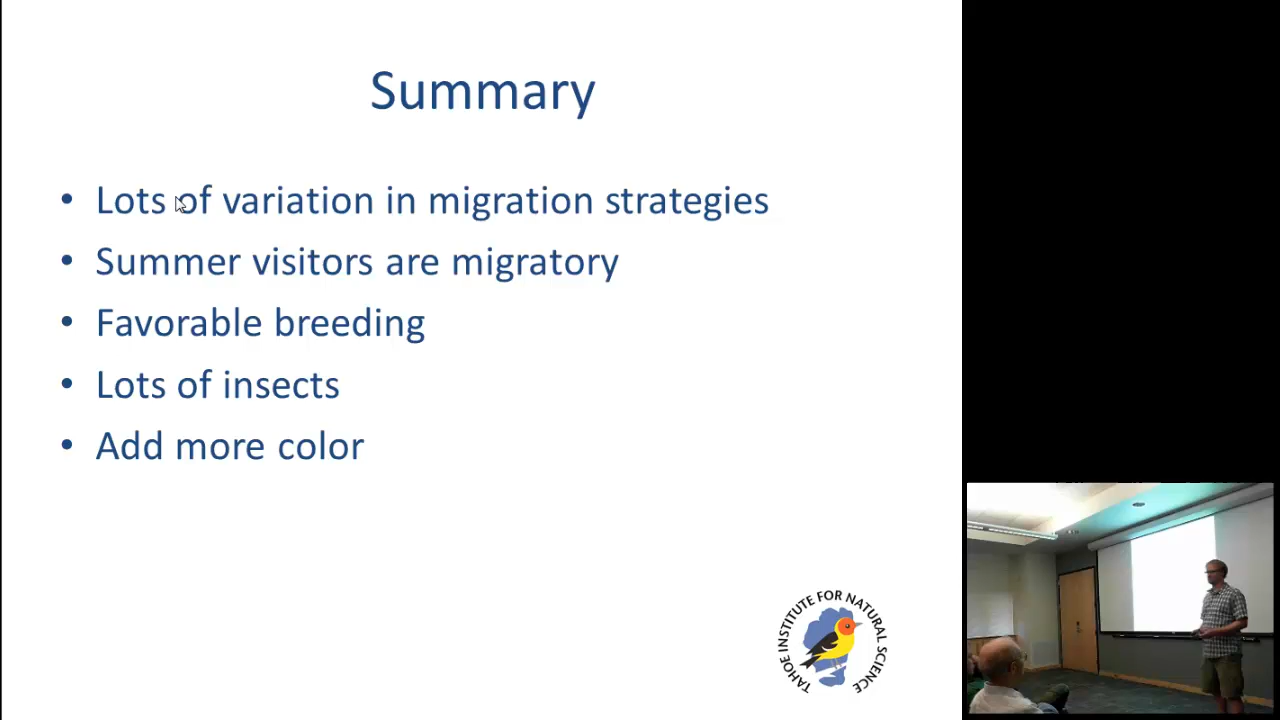 Summary
• Lots of variation in migration strategies
• Summer visitors are migratory
• Favorable breeding
• Lots of insects
• Add more color
TAHOE INSTITUTE FOR NATURAL SCIENCE